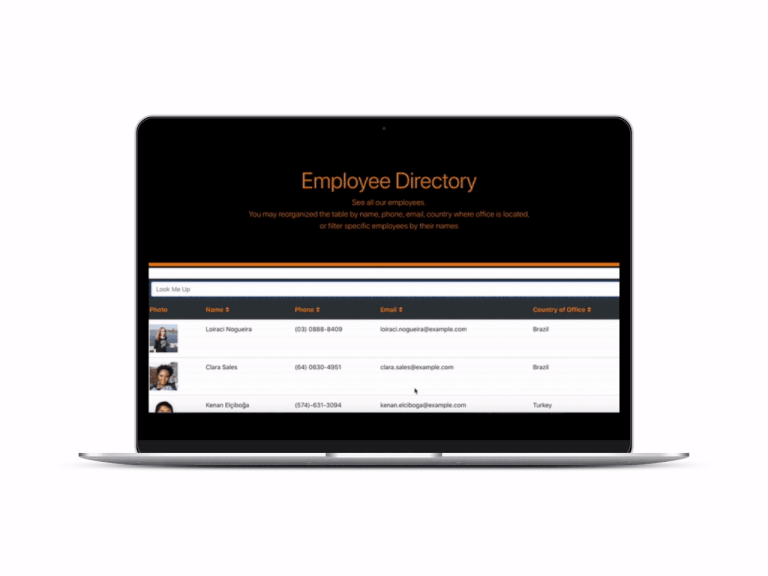 Employee Directory
See all our employees.
You may reorganized the table by name, phone, email, country where office is located,
or filter specific employees by their names
Look Me Up
Photo Name Phone Email Country of Office
Loiraci Nogueira (03) 0888-8409 loiraci.nogueira@example.com Brazil
Clara Sales (64) 0630-4951 clara.sales@example.com Brazil
Kenan Elçiboğa (574)-631-3094 kenan.elciboga@example.com Turkey